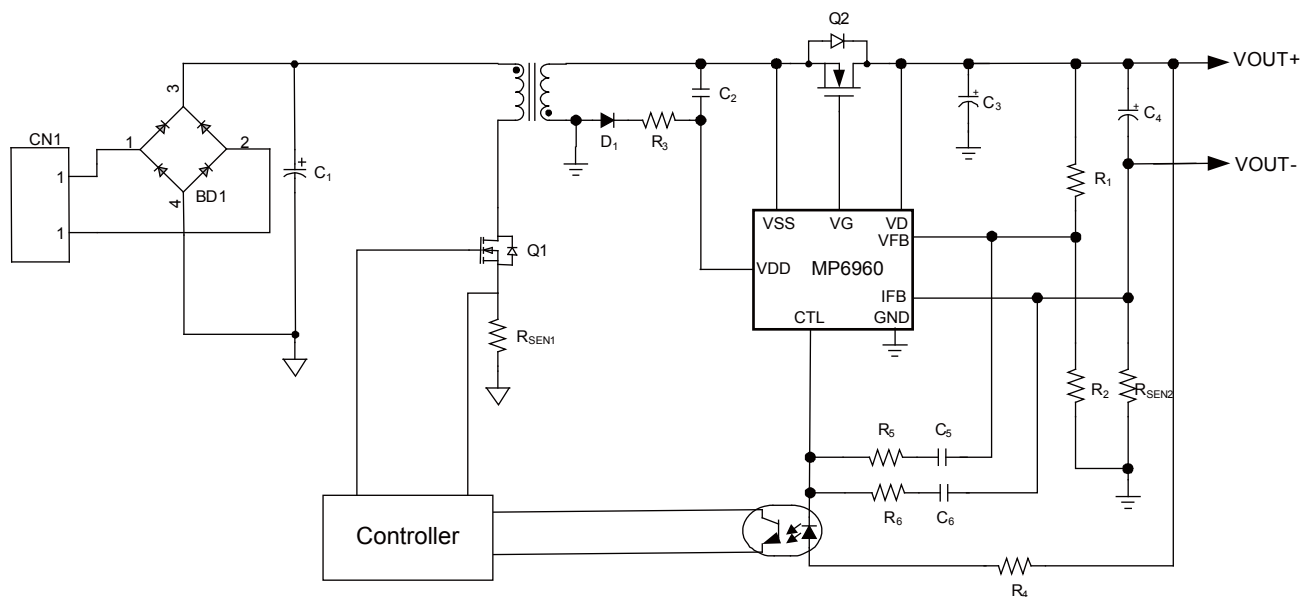 Q2
VOUT+
3
C2
C3
C4
CN1
1
2
D1
R3
VOUT-
1
C1
R1
4
BD1
VSS
VG
VD
VFB
Q1
VDD
MP6960
IFB
CTL
GND
RSEN1
R2
RSEN2
R5
C5
1
R6
C6
Controller
R4